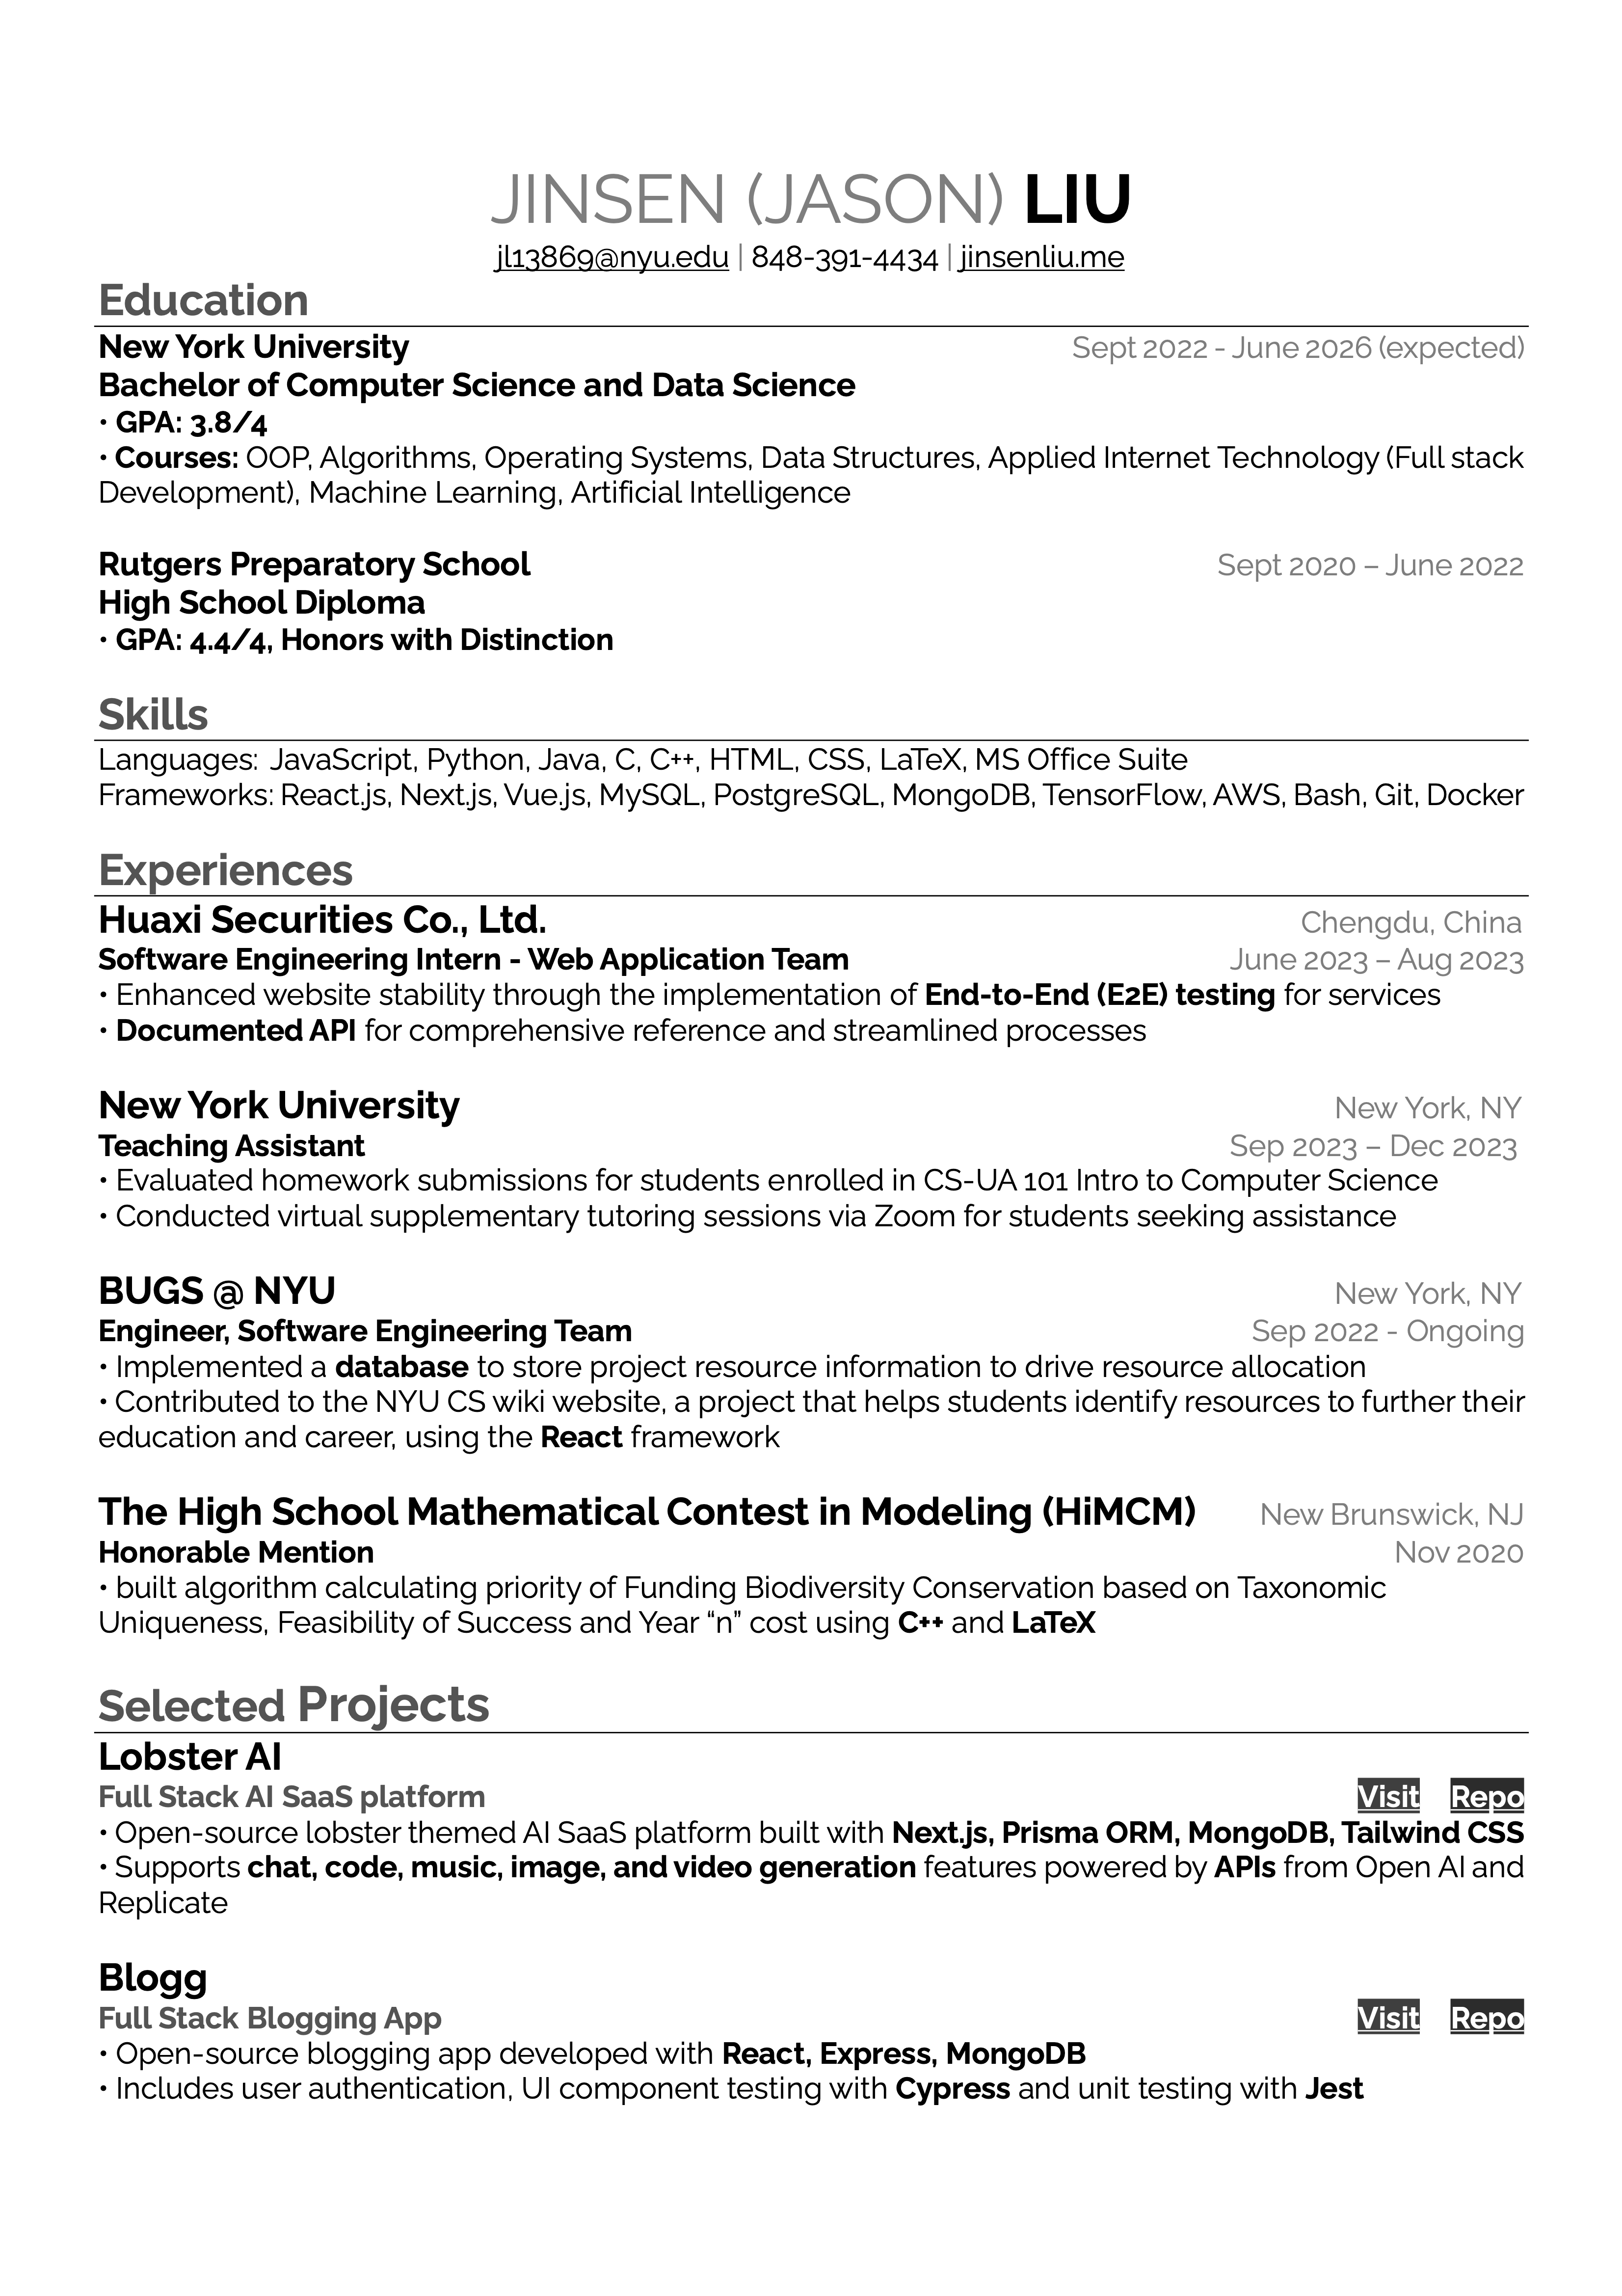 JINSEN (JASON) LIU
jl13869@nyu.edu | 848-391-4434 | jinsenliu.me
Education
New York University Sept 2022 - June 2026 (expected)
Bachelor of Computer Science and Data Science
• GPA: 3.8/4
• Courses: OOP, Algorithms, Operating Systems, Data Structures, Applied Internet Technology (Full stack
Development), Machine Learning, Artificial Intelligence
Rutgers Preparatory School Sept 2020 – June 2022
High School Diploma
• GPA: 4.4/4, Honors with Distinction
Skills
Languages: JavaScript, Python, Java, C, C++, HTML, CSS, LaTeX, MS Office Suite
Frameworks: React.js, Next.js, Vue.js, MySQL, PostgreSQL, MongoDB, TensorFlow, AWS, Bash, Git, Docker
Experiences
Huaxi Securities Co., Ltd. Chengdu, China
Software Engineering Intern - Web Application Team June 2023 – Aug 2023
• Enhanced website stability through the implementation of End-to-End (E2E) testing for services
• Documented API for comprehensive reference and streamlined processes
New York University New York, NY
Teaching Assistant Sep 2023 – Dec 2023
• Evaluated homework submissions for students enrolled in CS-UA 101 Intro to Computer Science
• Conducted virtual supplementary tutoring sessions via Zoom for students seeking assistance
BUGS @ NYU New York, NY
Engineer, Software Engineering Team Sep 2022 - Ongoing
• Implemented a database to store project resource information to drive resource allocation
• Contributed to the NYU CS wiki website, a project that helps students identify resources to further their
education and career, using the React framework
The High School Mathematical Contest in Modeling (HiMCM) New Brunswick, NJ
Honorable Mention Nov 2020
• built algorithm calculating priority of Funding Biodiversity Conservation based on Taxonomic
Uniqueness, Feasibility of Success and Year “n” cost using C++ and LaTeX
Selected Projects
Lobster AI
Full Stack AI SaaS platform Visit Repo
• Open-source lobster themed AI SaaS platform built with Next.js, Prisma ORM, MongoDB, Tailwind CSS
• Supports chat, code, music, image, and video generation features powered by APIs from Open AI and
Replicate
Blogg
Full Stack Blogging App Visit Repo
• Open-source blogging app developed with React, Express, MongoDB
• Includes user authentication, UI component testing with Cypress and unit testing with Jest